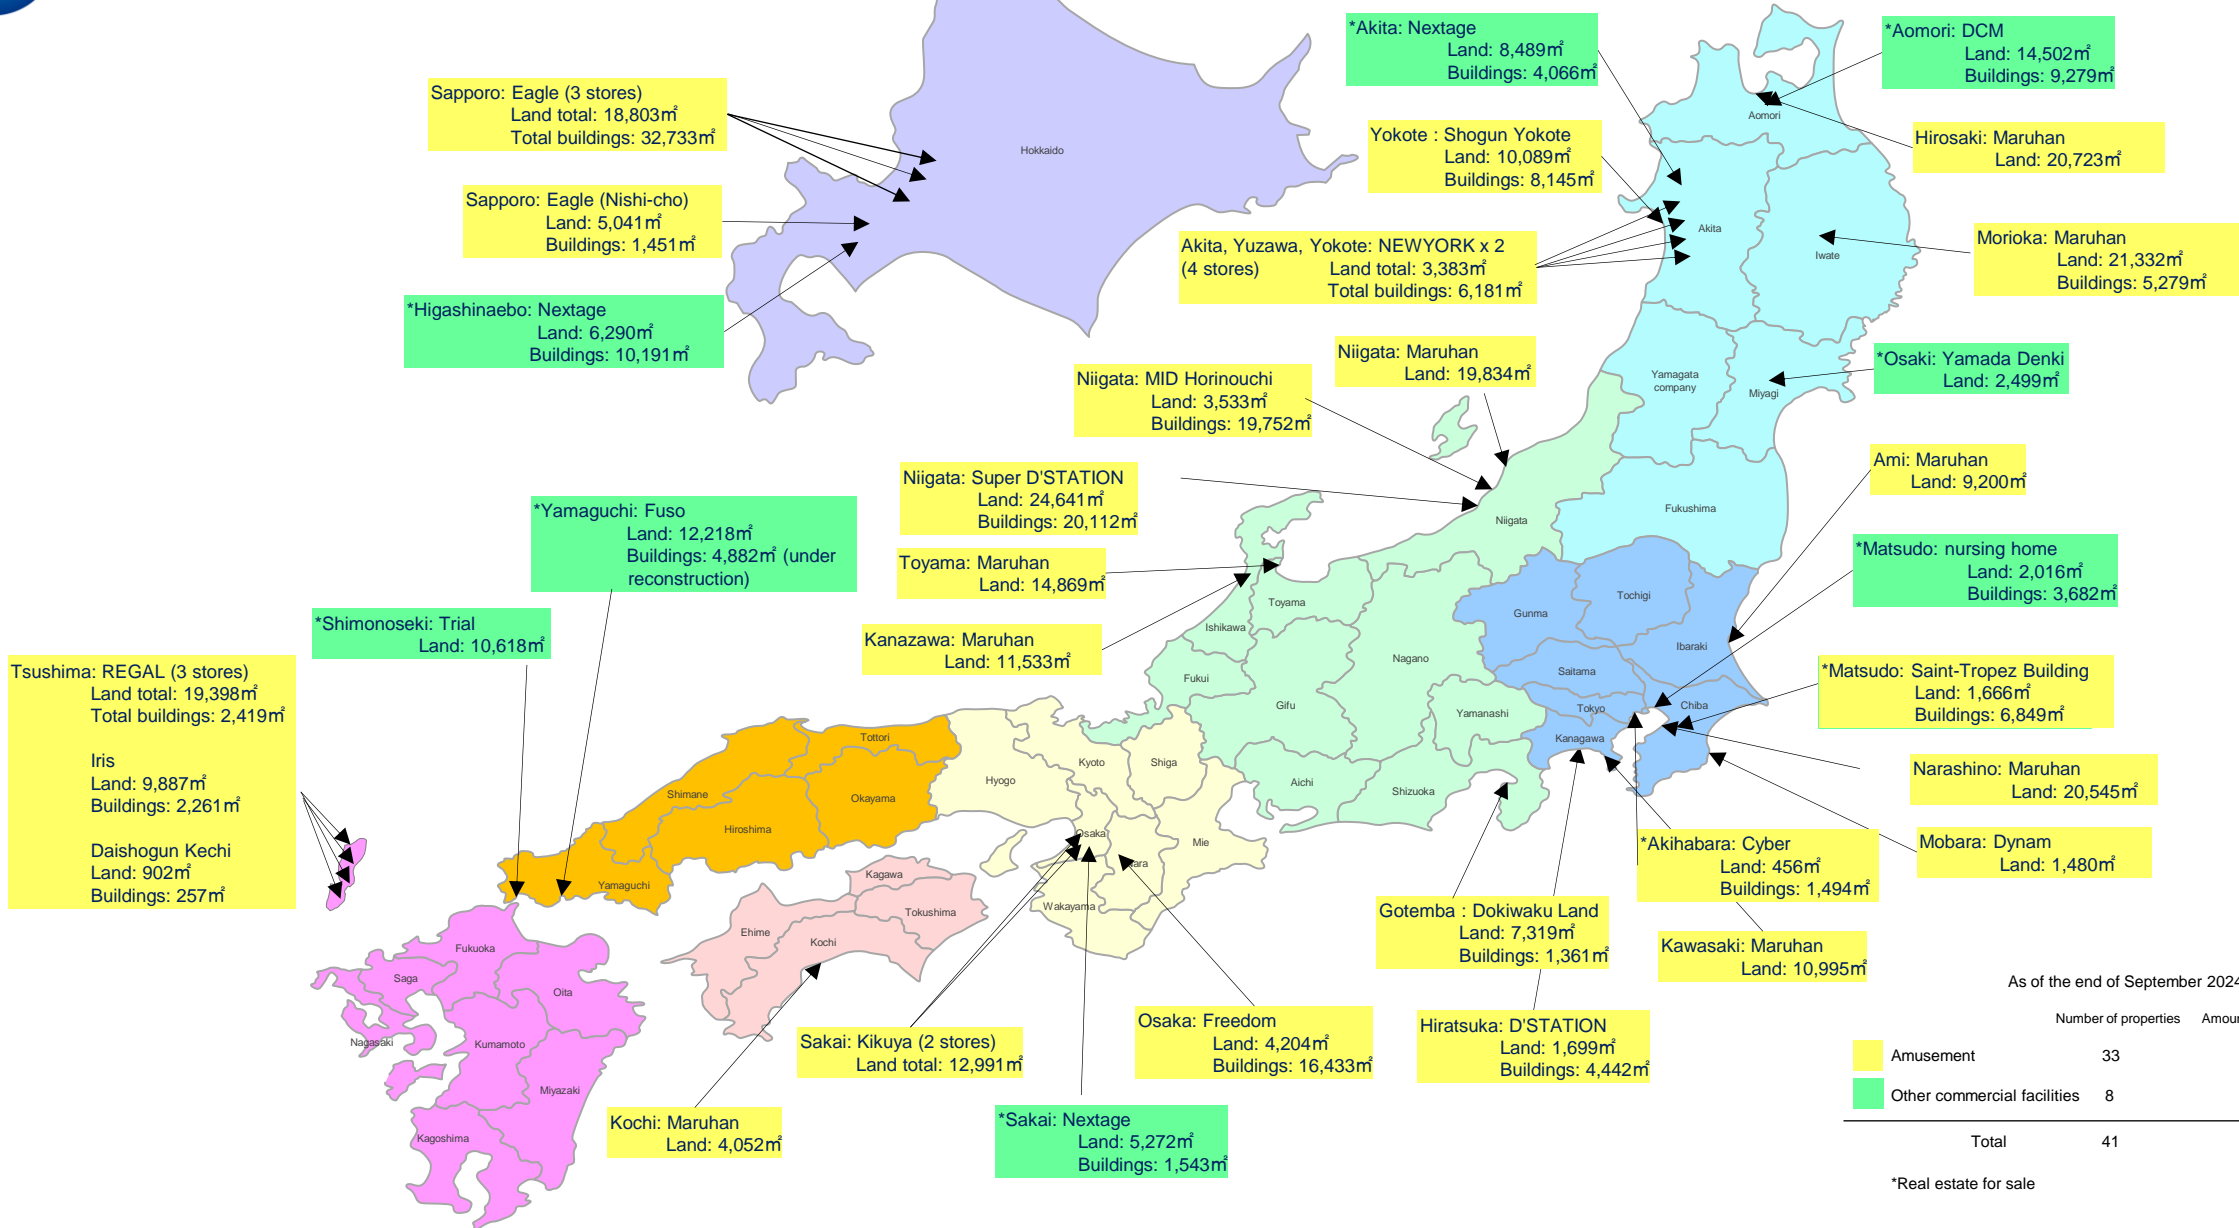 *Akita: Nextage
Land: 8,489㎡
Buildings: 4,066㎡
*Aomori: DCM
Land: 14,502㎡
Buildings: 9,279㎡
Sapporo: Eagle (3 stores)
Land total: 18,803㎡
Total buildings: 32,733㎡
Hokkaido
Aomori
Yokote : Shogun Yokote
Land: 10,089㎡
Buildings: 8,145㎡
Hirosaki: Maruhan
Land: 20,723㎡
Sapporo: Eagle (Nishi-cho)
Land: 5,041㎡
Buildings: 1,451㎡
Akita, Yuzawa, Yokote: NEWYORK x 2
(4 stores) Land total: 3,383㎡
Total buildings: 6,181㎡
Akita
Iwate
Morioka: Maruhan
Land: 21,332㎡
Buildings: 5,279㎡
*Higashinaebo: Nextage
Land: 6,290㎡
Buildings: 10,191㎡
Niigata: Maruhan
Land: 19,834㎡
Niigata: MID Horinouchi
Land: 3,533㎡
Buildings: 19,752㎡
Yamagata
company
Miyagi
*Osaki: Yamada Denki
Land: 2,499㎡
Niigata: Super D'STATION
Land: 24,641㎡
Buildings: 20,112㎡
Ami: Maruhan
Land: 9,200㎡
*Yamaguchi: Fuso
Land: 12,218㎡
Buildings: 4,882㎡ (under
reconstruction)
Niigata
Fukushima
Toyama: Maruhan
Land: 14,869㎡
*Matsudo: nursing home
Land: 2,016㎡
Buildings: 3,682㎡
Toyama
Ishikawa
Gunma
Tochigi
*Shimonoseki: Trial
Land: 10,618㎡
Kanazawa: Maruhan
Land: 11,533㎡
Fukui
Nagano
Saitama
Ibaraki
Tsushima: REGAL (3 stores)
Land total: 19,398㎡
Total buildings: 2,419㎡
Iris
Land: 9,887㎡
Buildings: 2,261㎡
Daishogun Kechi
Land: 902㎡
Buildings: 257㎡
*Matsudo: Saint-Tropez Building
Land: 1,666㎡
Buildings: 6,849㎡
Gifu
Yamanashi
Tokyo
Chiba
Kanagawa
Tottori
Kyoto
Shiga
Hyogo
Aichi
Shizuoka
Shimane
Okayama
Hiroshima
Narashino: Maruhan
Land: 20,545㎡
Osaka
Mie
*Akihabara: Cyber
Land: 456㎡
Buildings: 1,494㎡
Mobara: Dynam
Land: 1,480㎡
Yamaguchi
Kagawa
Tokushima
Wakayama
Ehime
Kochi
Gotemba : Dokiwaku Land
Land: 7,319㎡
Buildings: 1,361㎡
Kawasaki: Maruhan
Land: 10,995㎡
Fukuoka
Saga
Oita
Nagasaki
Kumamoto
Miyazaki
Kagoshima
Sakai: Kikuya (2 stores)
Land total: 12,991㎡
Osaka: Freedom
Land: 4,204㎡
Buildings: 16,433㎡
Hiratsuka: D'STATION
Land: 1,699㎡
Buildings: 4,442㎡
Kochi: Maruhan
Land: 4,052㎡
*Sakai: Nextage
Land: 5,272㎡
Buildings: 1,543㎡
As of the end of September 2024
Number of properties
Amusement 33
Other commercial facilities 8
Total 41
*Real estate for sale